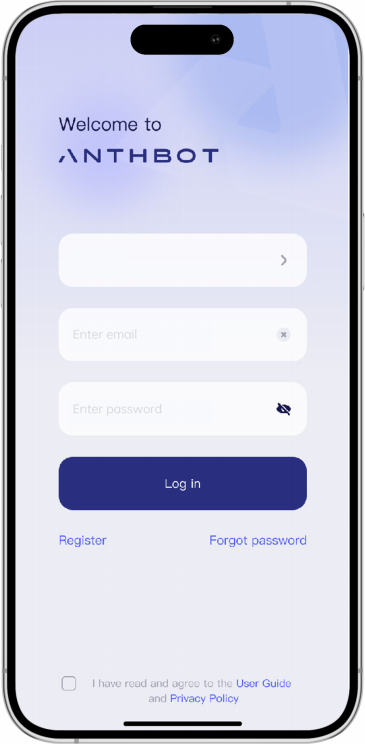 Welcome to
ANTHBOT
Enter email
Enter password
Log in
Register Forgot password
I have read and agree to the User Guide
and Privacy Policy